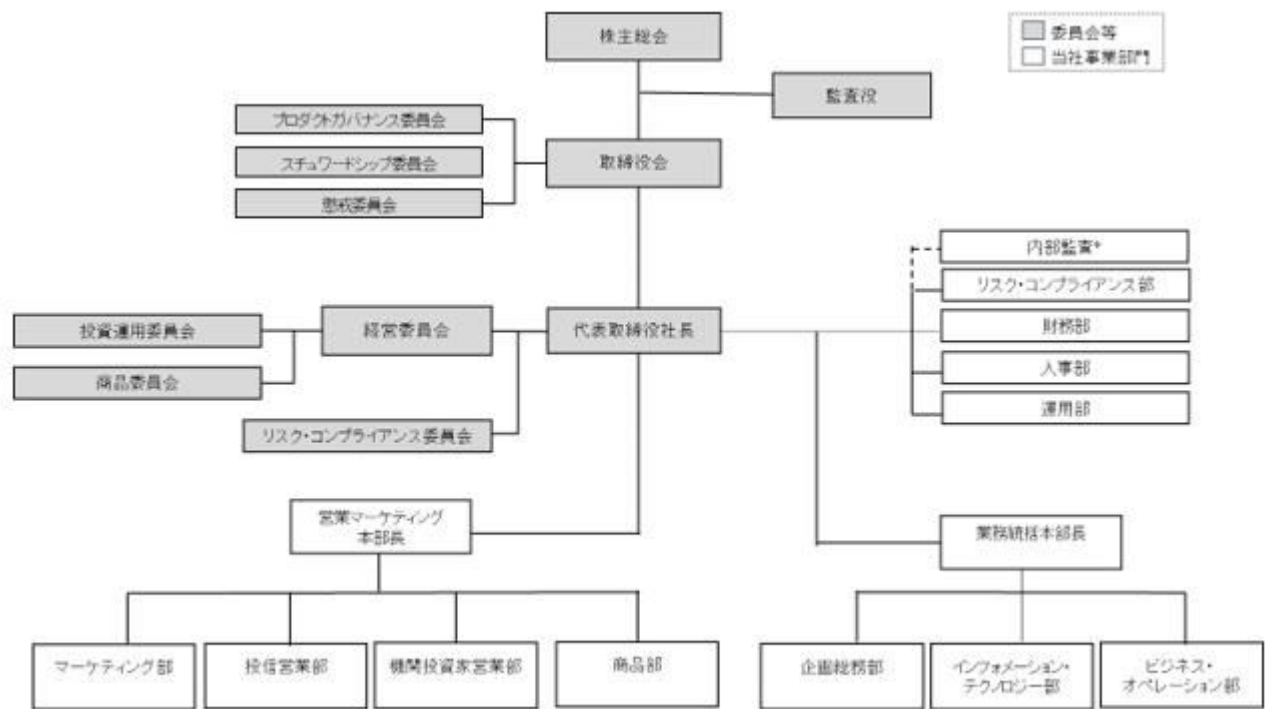 株主総会
委員会等
当社事業部門
監査役
プロダクトガバナンス委員会
スチュワードシップ委員会
懲戒委員会
取締役会
内部監査*
リスク・コンプライアンス部
財務部
人事部
運用部
投資運用委員会
商品委員会
経営委員会
代表取締役社長
リスク・コンプライアンス委員会
営業マーケティング
本部長
業務統括本部長
マーケティング部
投信営業部
機関投資家営業部
商品部
企画総務部
インフォメーション・
テクノロジー部
ビジネス・
オペレーション部